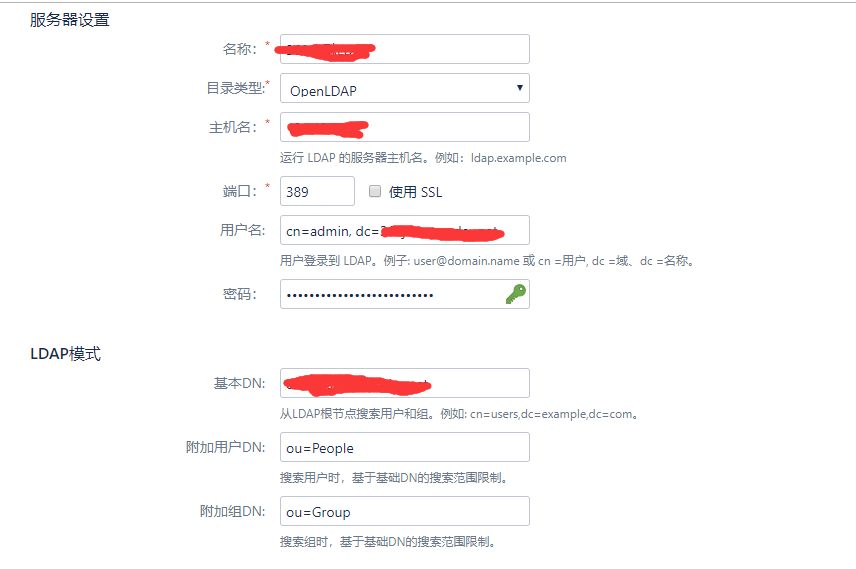 服务器设置
名称：*
目录类型:* OpenLDAP
主机名：*
运行 LDAP 的服务器主机名。例如：ldap.example.com
端口：* 389 使用 SSL
用户名: cn=admin, dc=
用户登录到 LDAP。例子: user@domain.name 或 cn =用户, dc =域、dc =名称。
密码： ••••••••••••••••••••••••••
LDAP模式
基本DN:
从LDAP根节点搜索用户和组。例如: cn=users,dc=example,dc=com。
附加用户DN: ou=People
搜索用户时，基于基础DN的搜索范围限制。
附加组DN: ou=Group
搜索组时，基于基础DN的搜索范围限制。